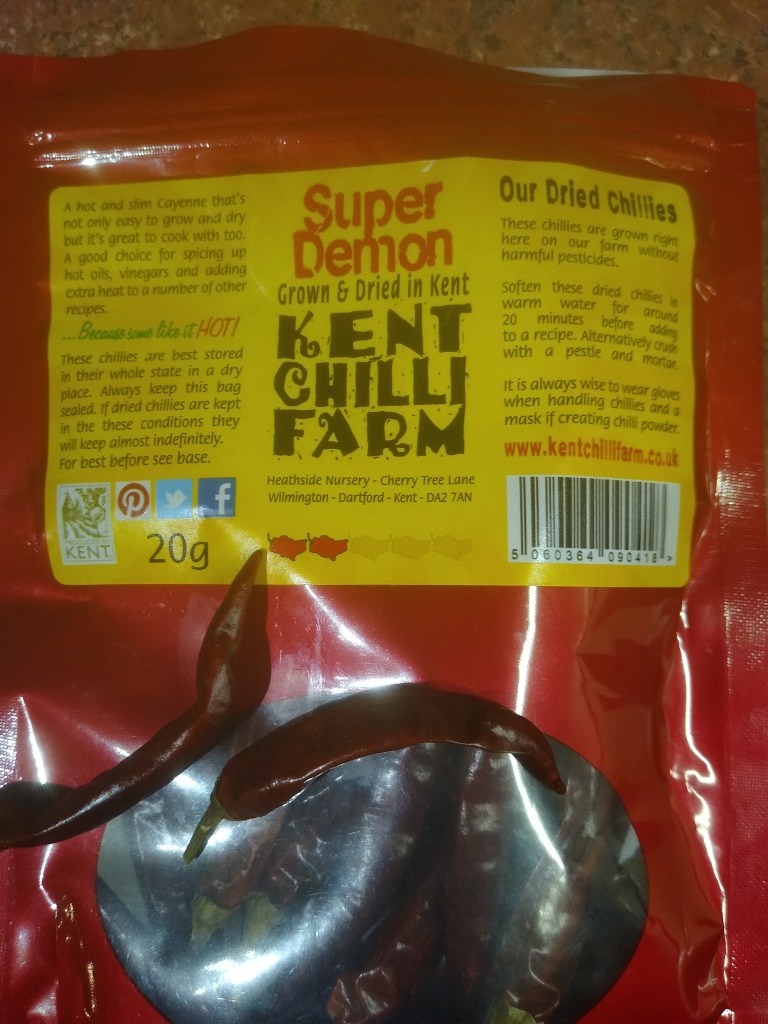 A hot and slim Cayenne that's
not only easy to grow and dry
but it's great to cook with too.
A good choice for spicing up
hot oils, vinegars and adding
extra heat to a number of other
recipes.
...Because some like it HOT!
These chillies are best stored
in their whole state in a dry
place. Always keep this bag
sealed. If dried chillies are kept
in the these conditions they
will keep almost indefinitely.
For best before see base.
KENT
20g
Super
Demon
Grown & Dried in Kent
KENT
CHILLI
FARM
Heathside Nursery - Cherry Tree Lane
Wilmington - Dartford - Kent - DA2 7AN
Our Dried Chillies
These chillies are grown right
here on our farm without
harmful pesticides.
Soften these dried chillies in
warm water for around
20 minutes before adding
to a recipe. Alternatively crush
with a pestle and mortar.
It is always wise to wear gloves
when handling chillies and a
mask if creating chilli powder.
www.kentchillifarm.co.uk
5 060364 090418 >